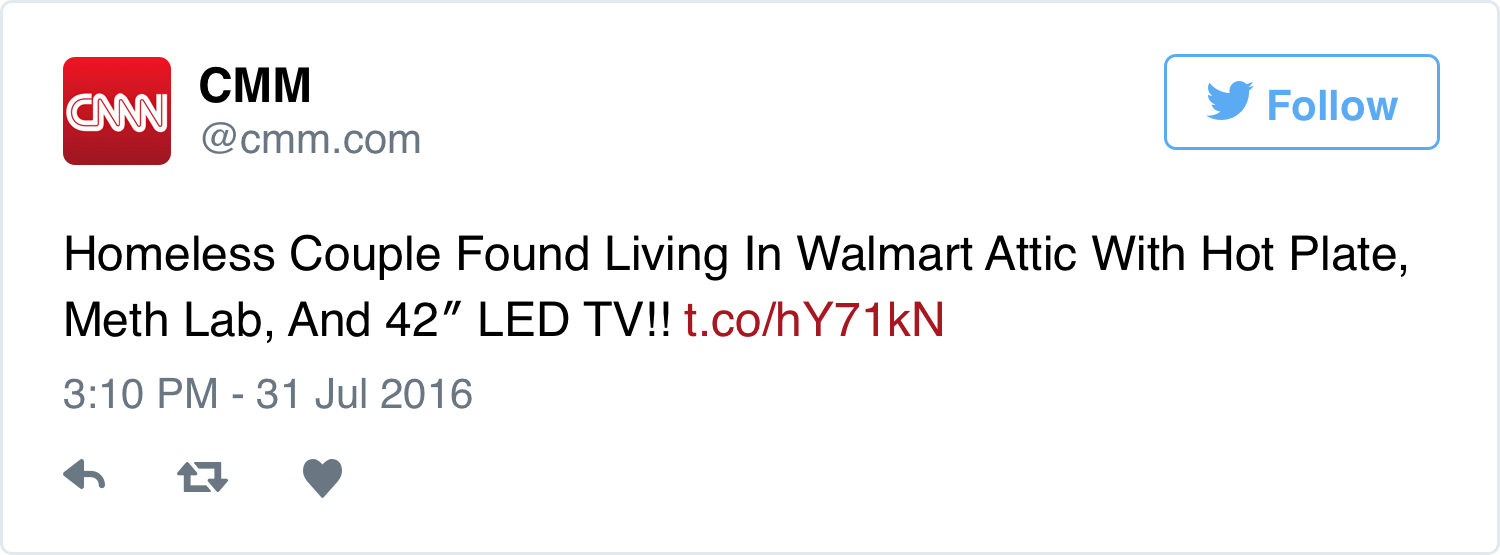 CNNN
CMM
@cmm.com
Follow
Homeless Couple Found Living In Walmart Attic With Hot Plate,
Meth Lab, And 42″ LED TV!! t.co/hY71kN
3:10 PM - 31 Jul 2016